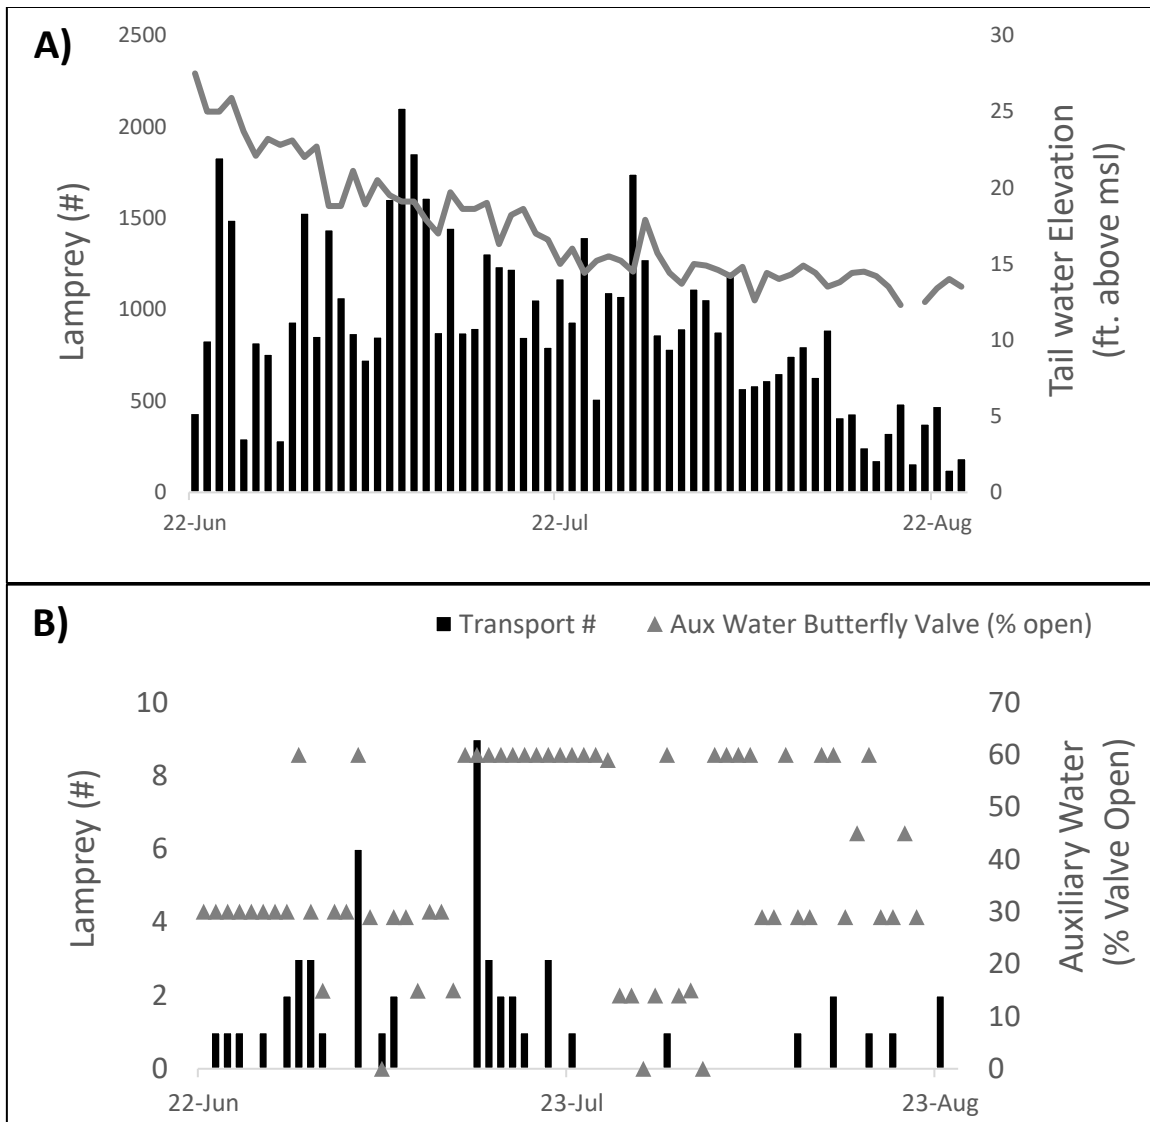 A)
2500
2000
1500
1000
500
0
Lamprey (#)
30
25
20
15
10
5
0
Tail water Elevation
(ft. above msl)
22-Jun
22-Jul
22-Aug
B)
Transport #
Aux Water Butterfly Valve (% open)
10
8
6
4
2
0
Lamprey (#)
70
60
50
40
30
20
10
0
Auxiliary Water
(% Valve Open)
22-Jun
23-Jul
23-Aug